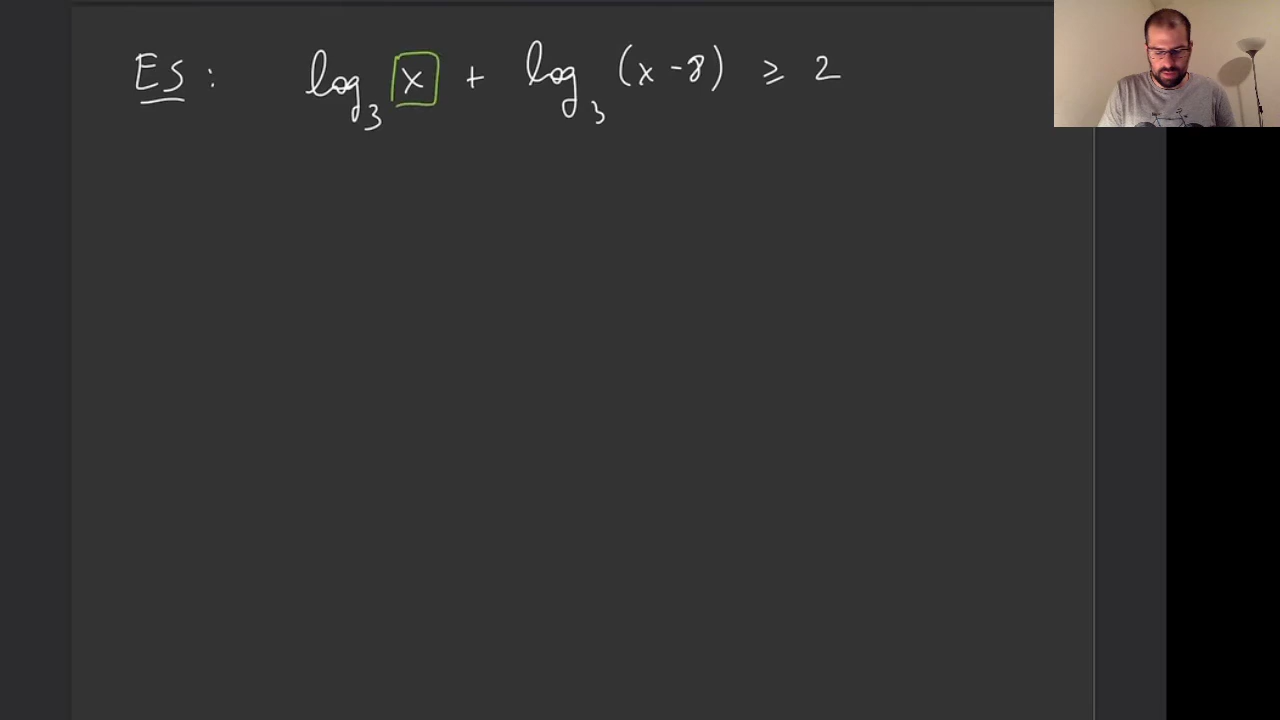 ES: log₃ x + log₃ (x-8) ≥ 2